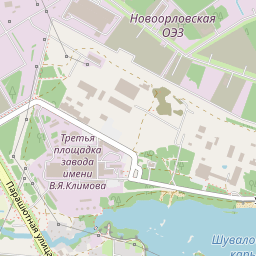 Новоорловская
ОЭЗ
Третья
площадка
завода
имени
В.Я.Климова
Парашютная улица
Шувало
карь